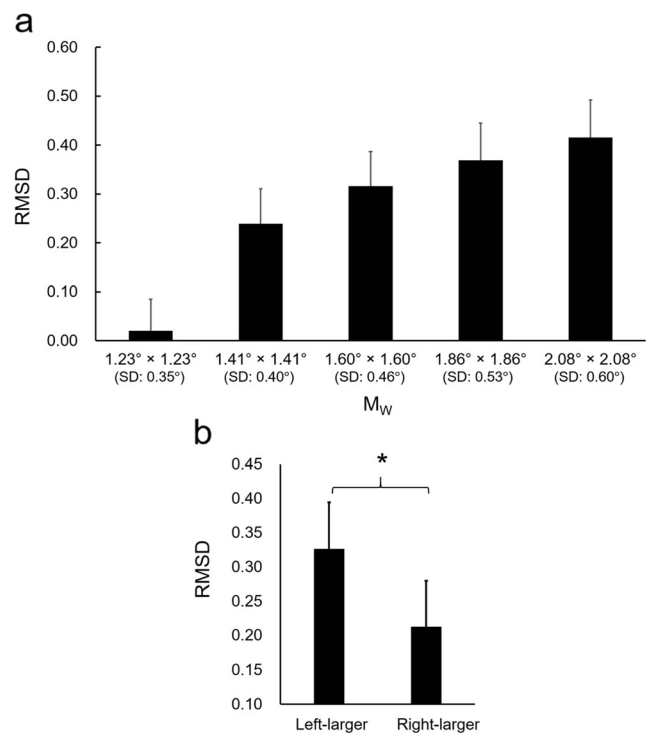 a
0.60
0.50
0.40
0.30
0.20
0.10
0.00
RMSD
1.23° × 1.23° 1.41° × 1.41° 1.60° × 1.60° 1.86° × 1.86° 2.08° × 2.08°
(SD: 0.35°) (SD: 0.40°) (SD: 0.46°) (SD: 0.53°) (SD: 0.60°)
M_W
b
0.45
0.40
0.35
0.30
0.25
0.20
0.15
0.10
RMSD
*
Left-larger Right-larger